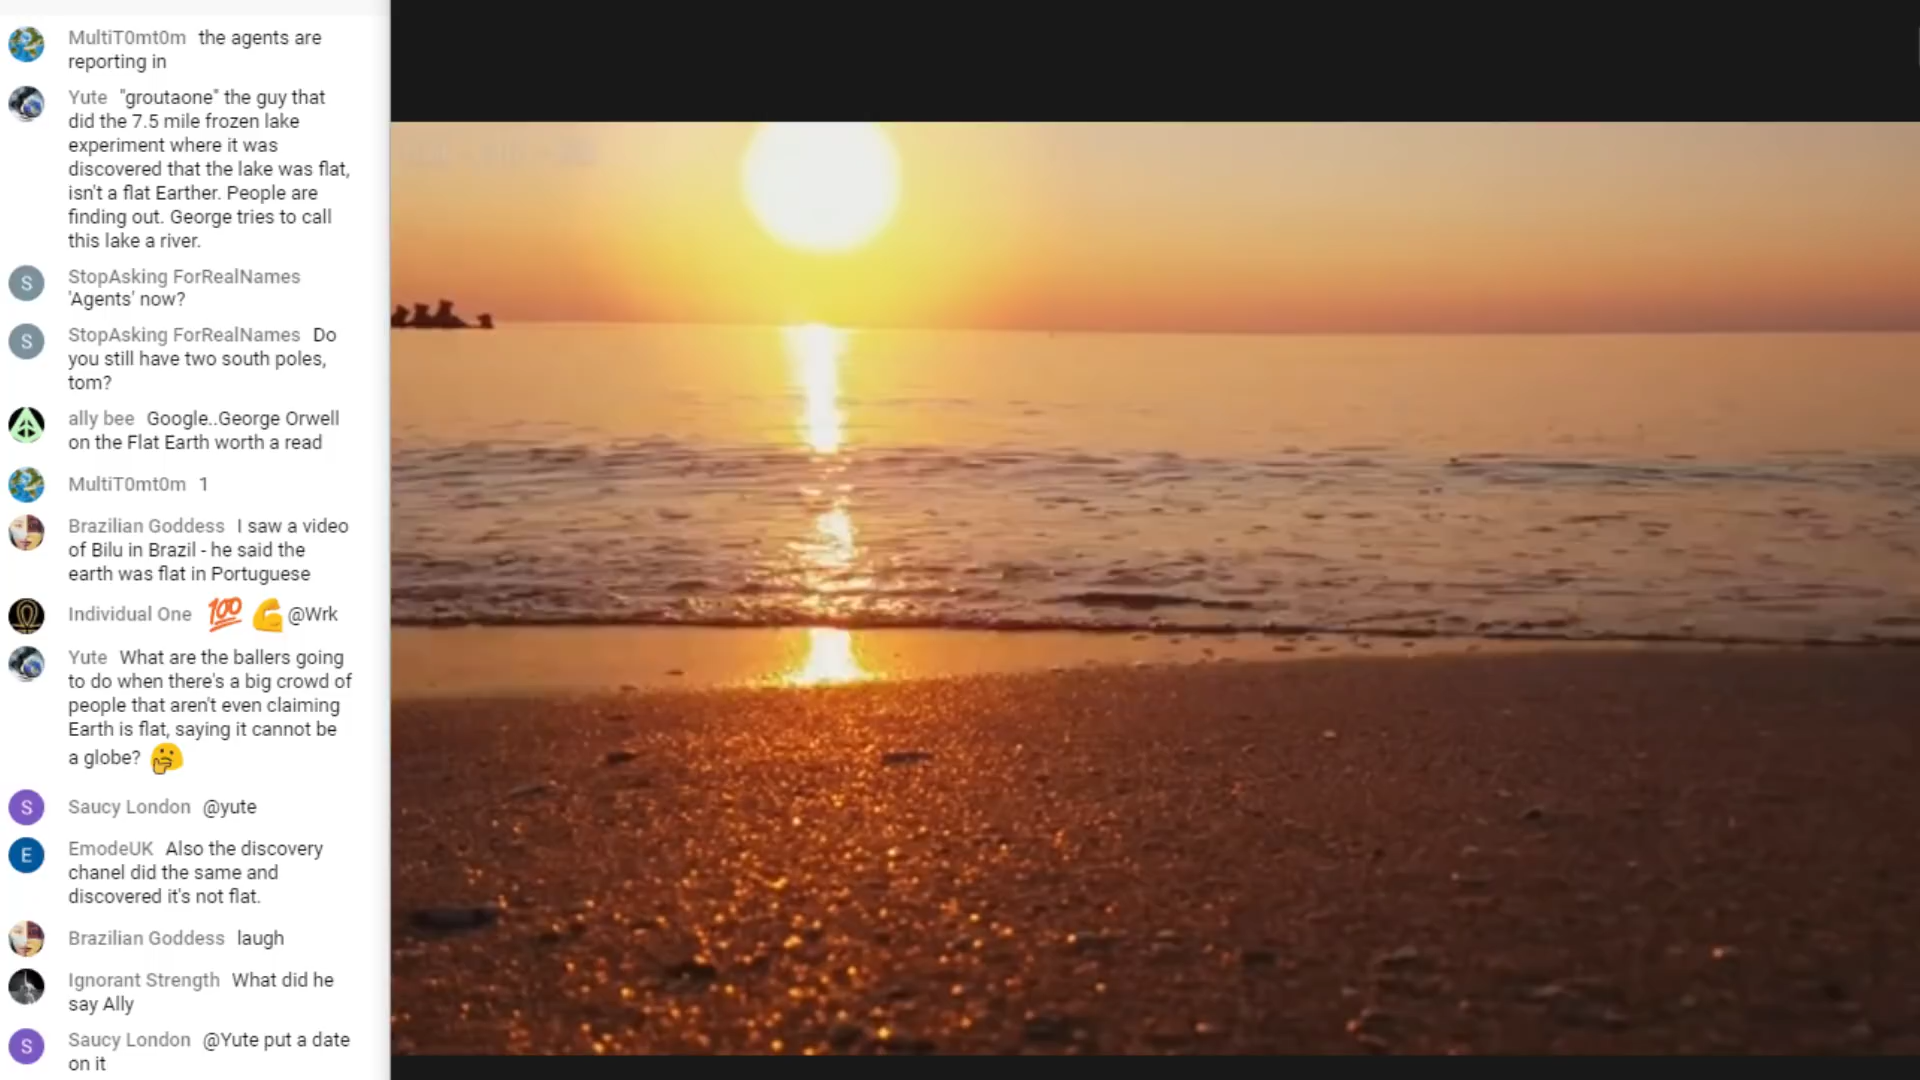 MultiT0mt0m the agents are
reporting in
Yute "groutaone" the guy that
did the 7.5 mile frozen lake
experiment where it was
discovered that the lake was flat,
isn't a flat Earther. People are
finding out. George tries to call
this lake a river.
S StopAsking ForRealNames
'Agents' now?
S StopAsking ForRealNames Do
you still have two south poles,
tom?
ally bee Google..George Orwell
on the Flat Earth worth a read
MultiT0mt0m 1
Brazilian Goddess I saw a video
of Bilu in Brazil - he said the
earth was flat in Portuguese
Individual One 💯 💪 @Wrk
Yute What are the ballers going
to do when there's a big crowd of
people that aren't even claiming
Earth is flat, saying it cannot be
a globe? 🤔
S Saucy London @yute
E EmodeUK Also the discovery
chanel did the same and
discovered it's not flat.
Brazilian Goddess laugh
Ignorant Strength What did he
say Ally
S Saucy London @Yute put a date
on it